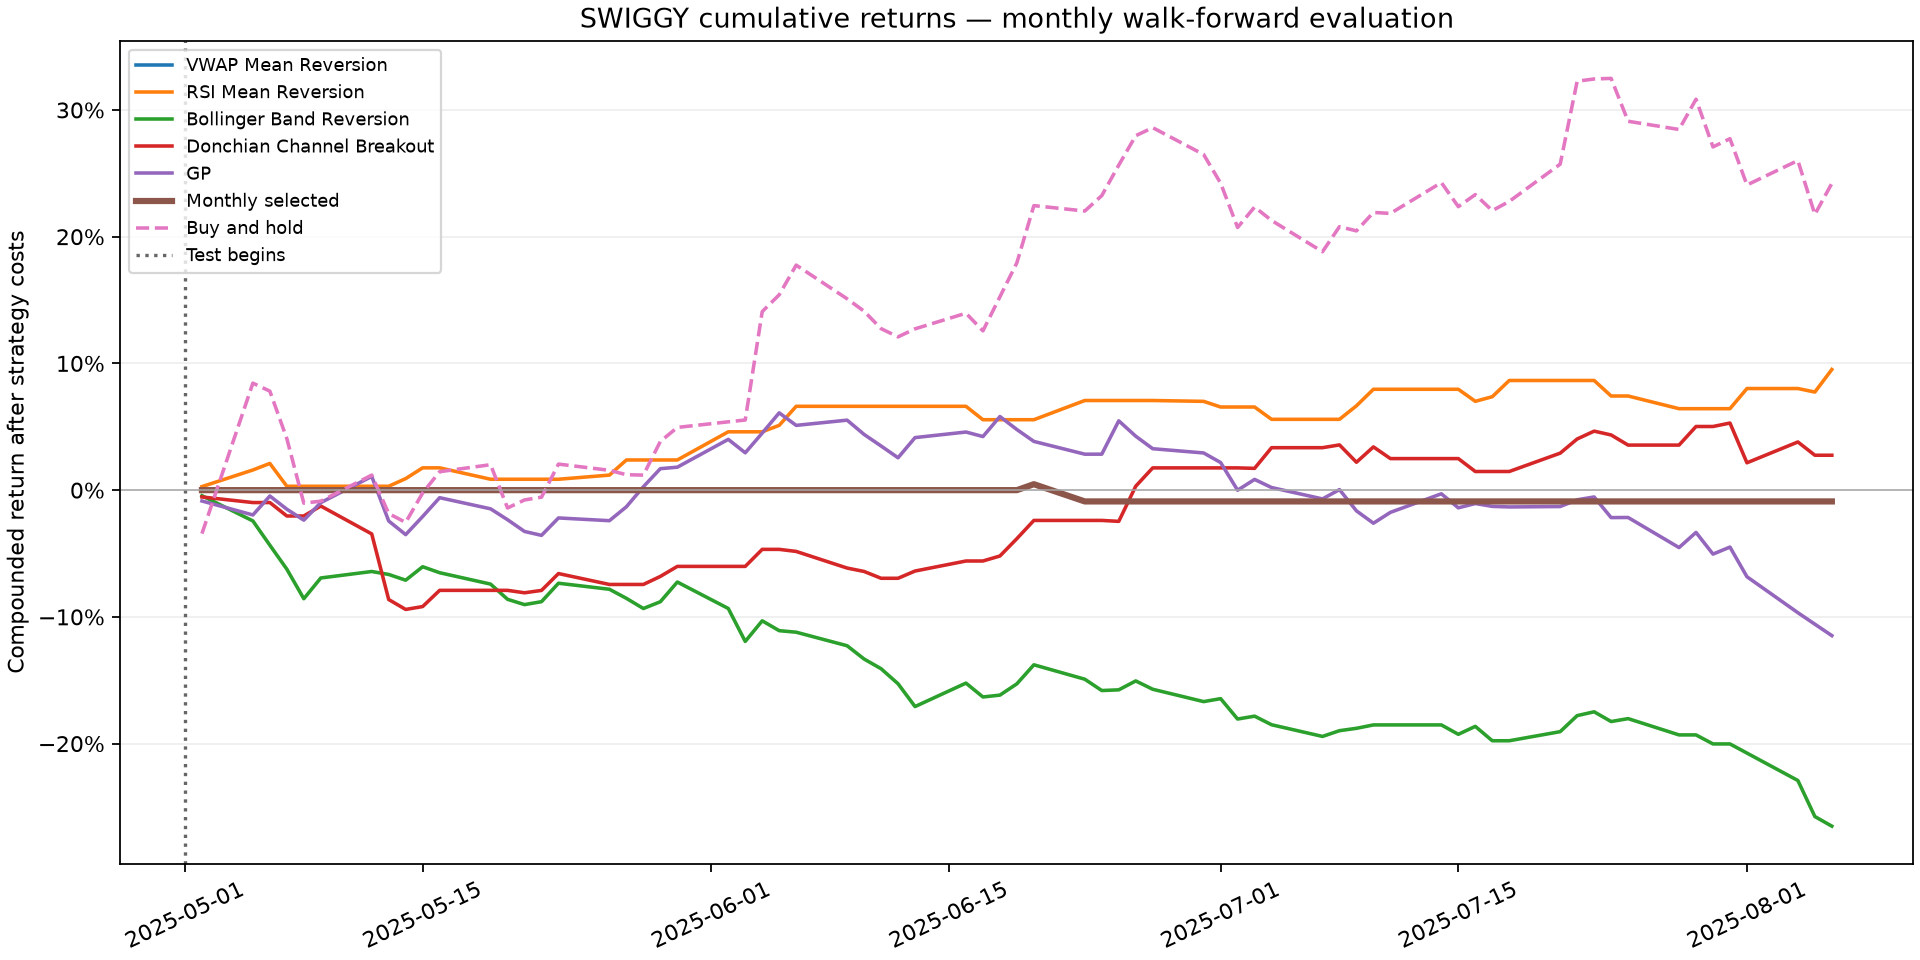 SWIGGY cumulative returns — monthly walk-forward evaluation
VWAP Mean Reversion
RSI Mean Reversion
Bollinger Band Reversion
Donchian Channel Breakout
GP
Monthly selected
Buy and hold
Test begins
Compounded return after strategy costs
30%
20%
10%
0%
−10%
−20%
2025-05-01
2025-05-15
2025-06-01
2025-06-15
2025-07-01
2025-07-15
2025-08-01